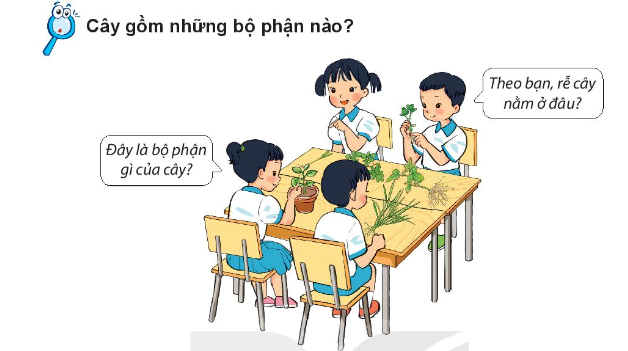 Cây gồm những bộ phận nào?
Theo bạn, rễ cây
nằm ở đâu?
Đây là bộ phận
gì của cây?